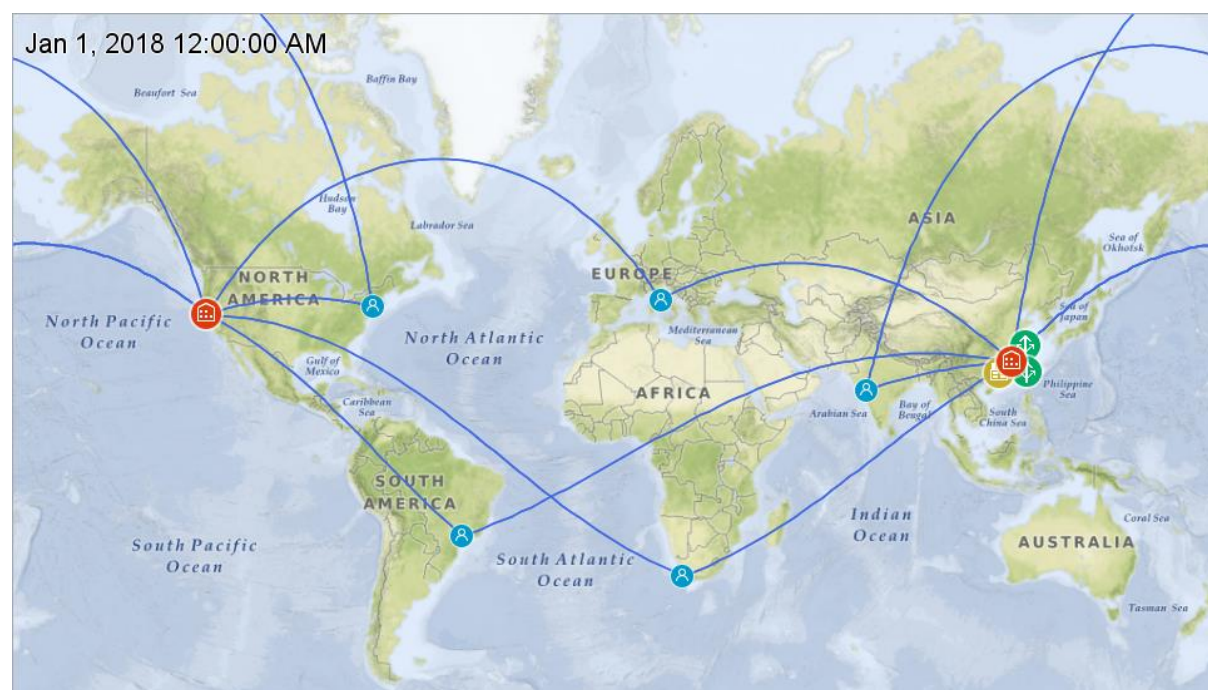 Jan 1, 2018 12:00:00 AM
Baffin Bay
Beaufort Sea
Hudson
Bay
Labrador Sea
ASIA
Sea of
Okhotsk
NORTH
AMERICA
EUROPE
Sea of
Japan
North Pacific
Ocean
North Atlantic
Ocean
Mediterranean
Sea
Gulf of
Mexico
Caribbean
Sea
AFRICA
Arabian Sea
Bay of
Bengal
South
China Sea
Philippine
Sea
SOUTH
AMERICA
Indian
Ocean
Coral Sea
AUSTRALIA
South Pacific
Ocean
South Atlantic
Ocean
Tasman Sea